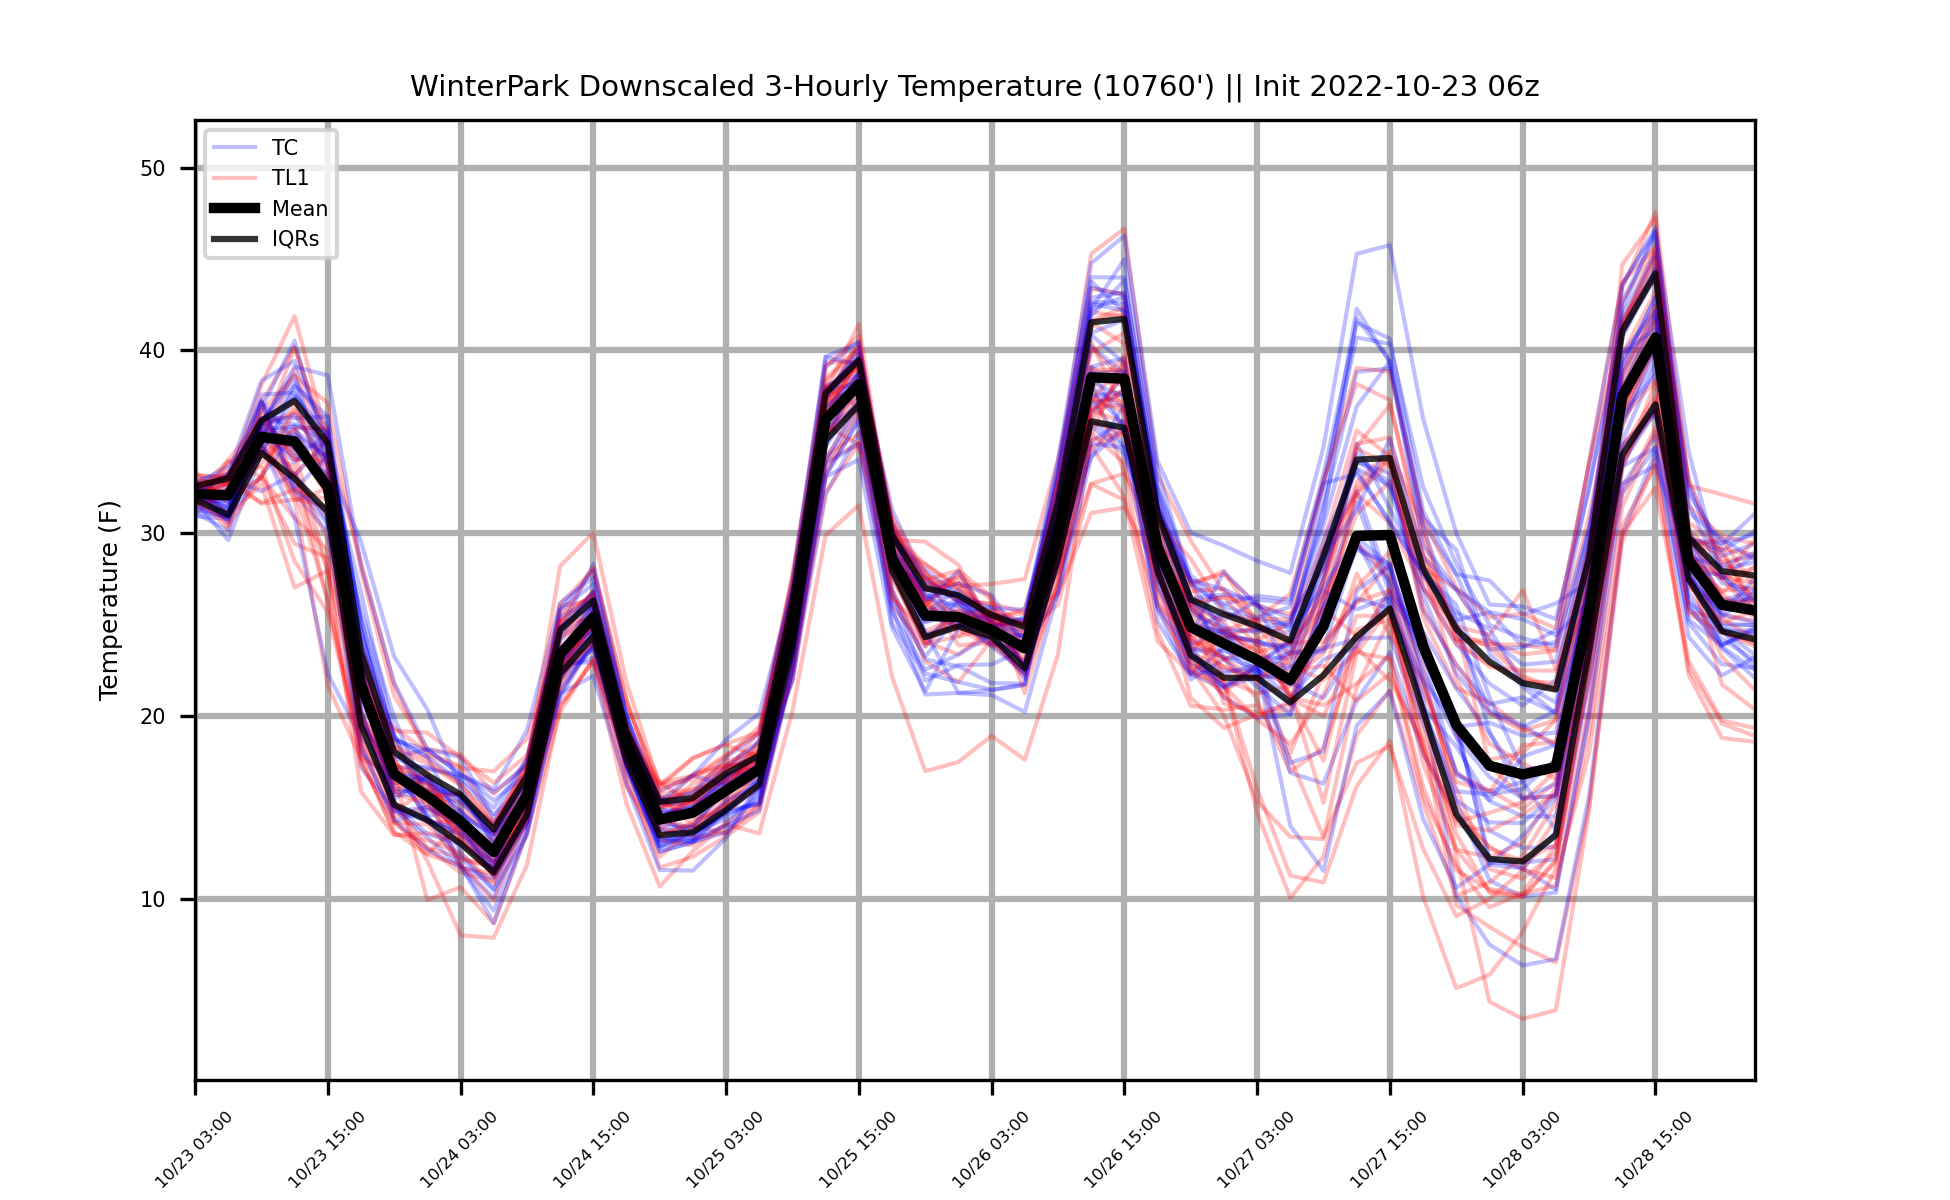 WinterPark Downscaled 3-Hourly Temperature (10760') || Init 2022-10-23 06z
TC
TL1
Mean
IQRs
Temperature (F)
50
40
30
20
10
10/23 03:00
10/23 15:00
10/24 03:00
10/24 15:00
10/25 03:00
10/25 15:00
10/26 03:00
10/26 15:00
10/27 03:00
10/27 15:00
10/28 03:00
10/28 15:00